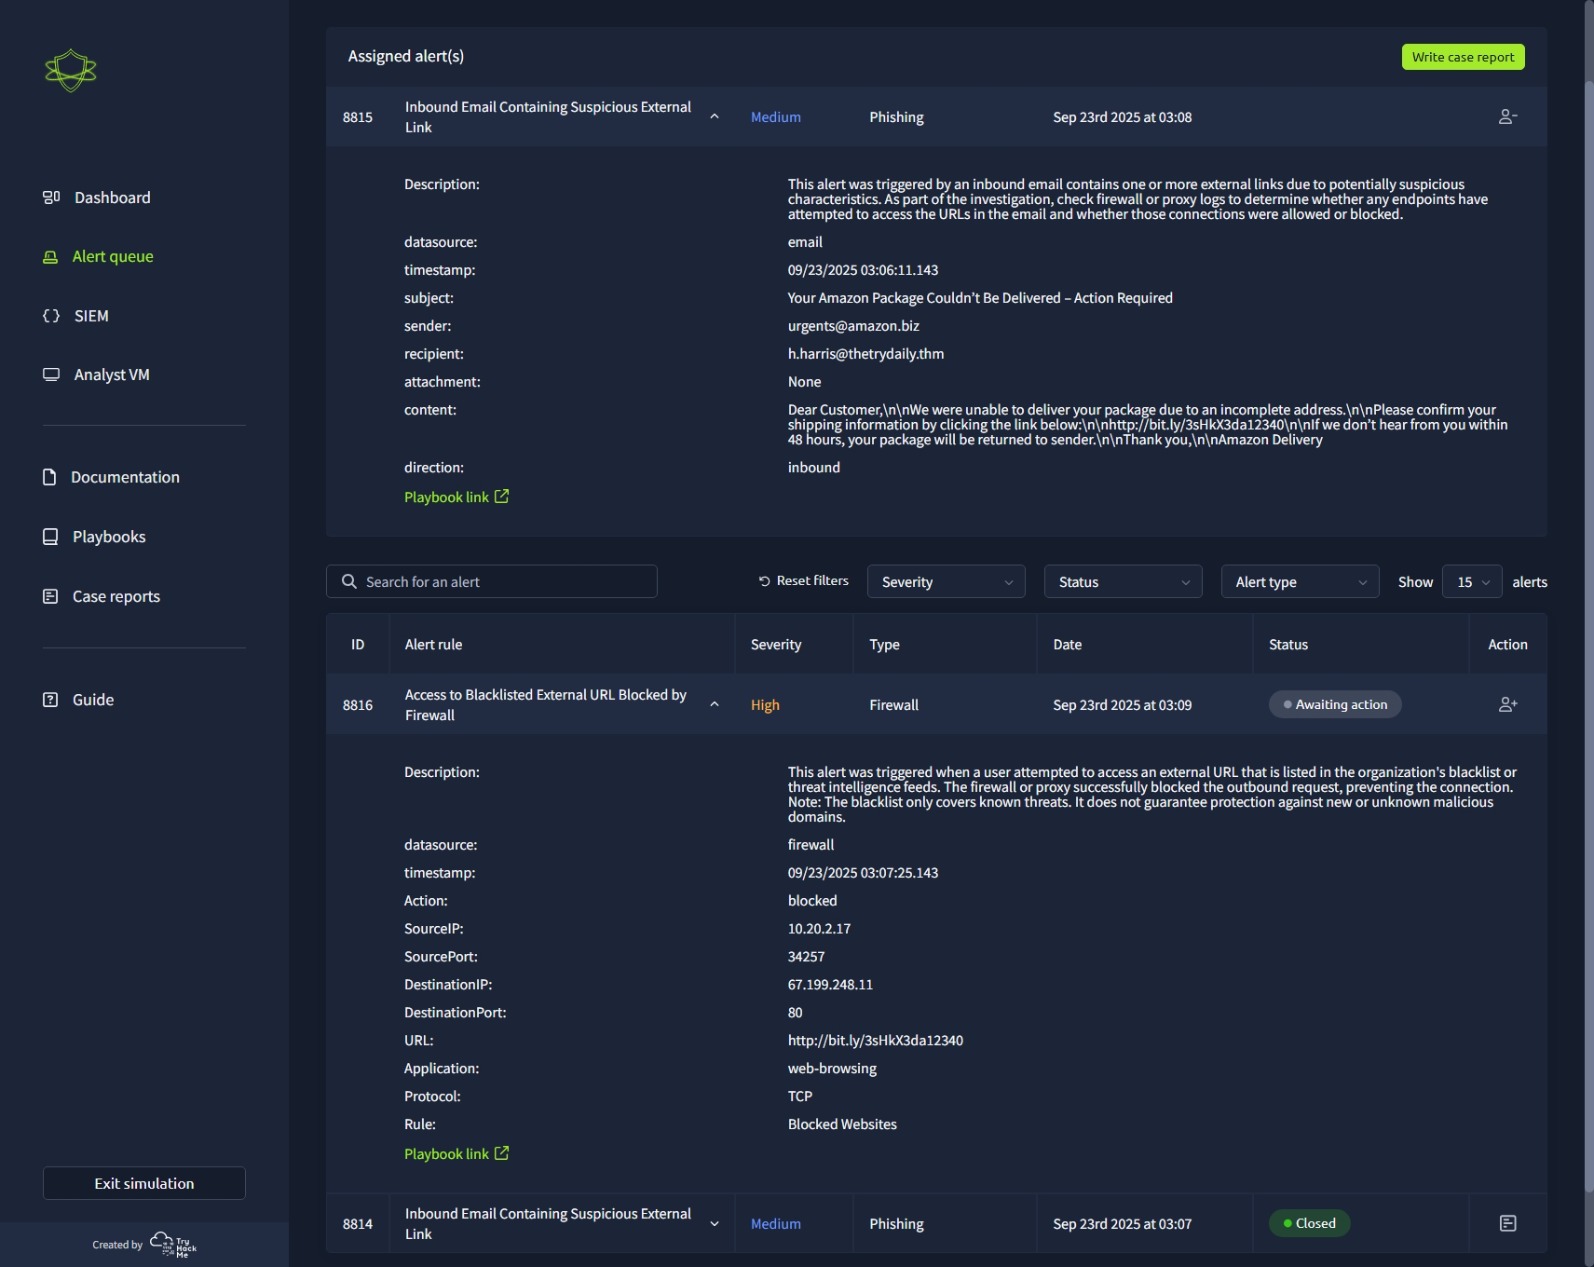 Assigned alert(s)
Write case report
8815
Inbound Email Containing Suspicious External
Link
Medium
Phishing
Sep 23rd 2025 at 03:08
Description:
This alert was triggered by an inbound email contains one or more external links due to potentially suspicious
characteristics. As part of the investigation, check firewall or proxy logs to determine whether any endpoints have
attempted to access the URLs in the email and whether those connections were allowed or blocked.
datasource:
email
timestamp:
09/23/2025 03:06:11.143
subject:
Your Amazon Package Couldn't Be Delivered – Action Required
sender:
urgents@amazon.biz
recipient:
h.harris@thetrydaily.thm
attachment:
None
content:
Dear Customer,\n\nWe were unable to deliver your package due to an incomplete address.\n\nPlease confirm your
shipping information by clicking the link below:\n\nhttp://bit.ly/3sHkX3da12340\n\nIf we don't hear from you within
48 hours, your package will be returned to sender.\n\nThank you,\n\nAmazon Delivery
direction:
inbound
Playbook link
Dashboard
Alert queue
SIEM
Analyst VM
Documentation
Playbooks
Case reports
Guide
Exit simulation
Created by
Try
Hack
Me
Search for an alert
Reset filters
Severity
Status
Alert type
Show
15
alerts
ID
Alert rule
Severity
Type
Date
Status
Action
8816
Access to Blacklisted External URL Blocked by
Firewall
High
Firewall
Sep 23rd 2025 at 03:09
Awaiting action
Description:
This alert was triggered when a user attempted to access an external URL that is listed in the organization's blacklist or
threat intelligence feeds. The firewall or proxy successfully blocked the outbound request, preventing the connection.
Note: The blacklist only covers known threats. It does not guarantee protection against new or unknown malicious
domains.
datasource:
firewall
timestamp:
09/23/2025 03:07:25.143
Action:
blocked
SourceIP:
10.20.2.17
SourcePort:
34257
DestinationIP:
67.199.248.11
DestinationPort:
80
URL:
http://bit.ly/3sHkX3da12340
Application:
web-browsing
Protocol:
TCP
Rule:
Blocked Websites
Playbook link
8814
Inbound Email Containing Suspicious External
Link
Medium
Phishing
Sep 23rd 2025 at 03:07
Closed